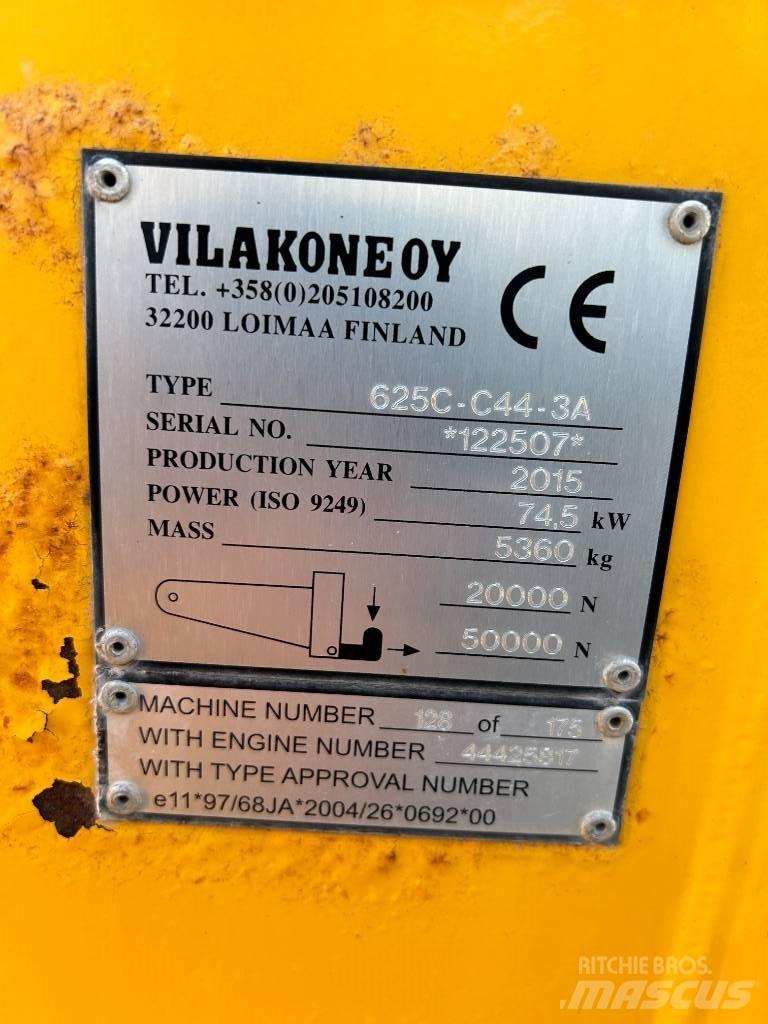 VILAKONE OY
TEL. +358(0)205108200
32200 LOIMAA FINLAND
CE
TYPE 625C-C44-3A
SERIAL NO. *122507*
PRODUCTION YEAR 2015
POWER (ISO 9249) 74,5 kW
MASS 5360 kg
20000 N
50000 N
MACHINE NUMBER 128 of 175
WITH ENGINE NUMBER 44425817
WITH TYPE APPROVAL NUMBER
e11*97/68JA*2004/26*0692*00
RITCHIE BROS.
MASCUS